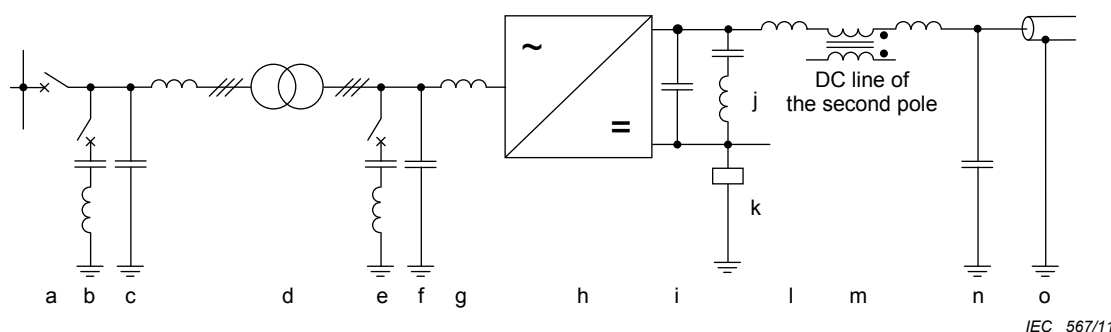 ~
=
j
DC line of
the second pole
k
a b c d e f g h i l m n o
IEC 567/11